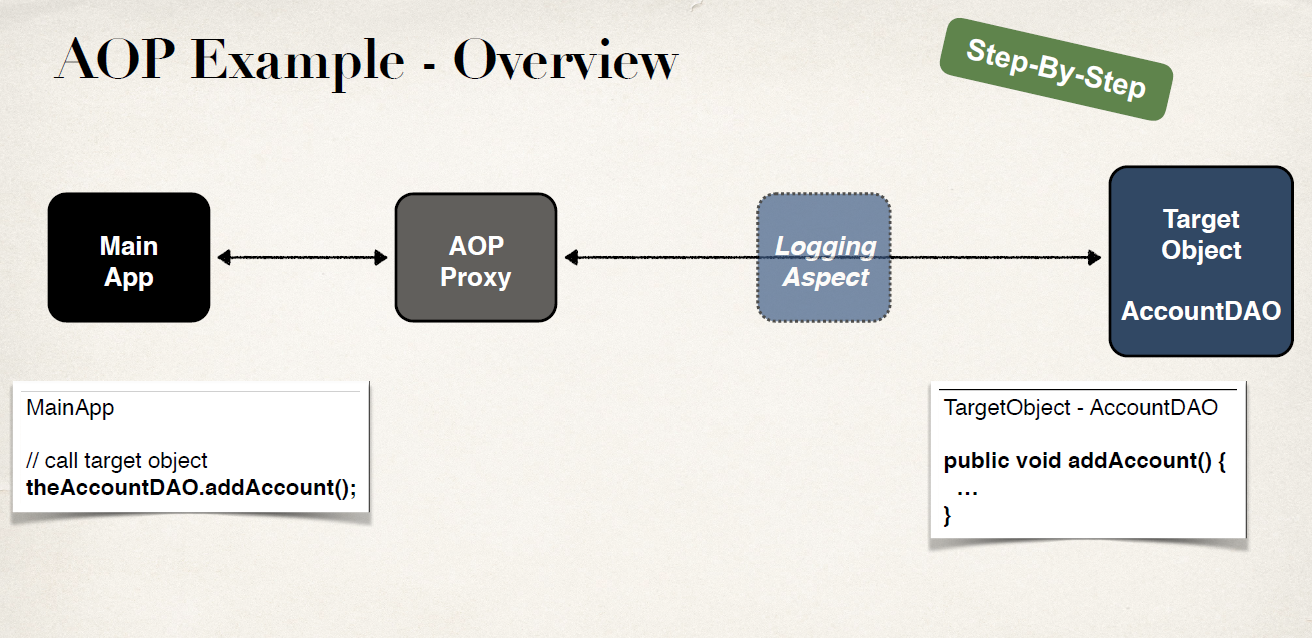 AOP Example - Overview
Step-By-Step
Main
App
AOP
Proxy
Logging
Aspect
Target
Object
AccountDAO
MainApp
// call target object
theAccountDAO.addAccount();
TargetObject - AccountDAO
public void addAccount() {
…
}